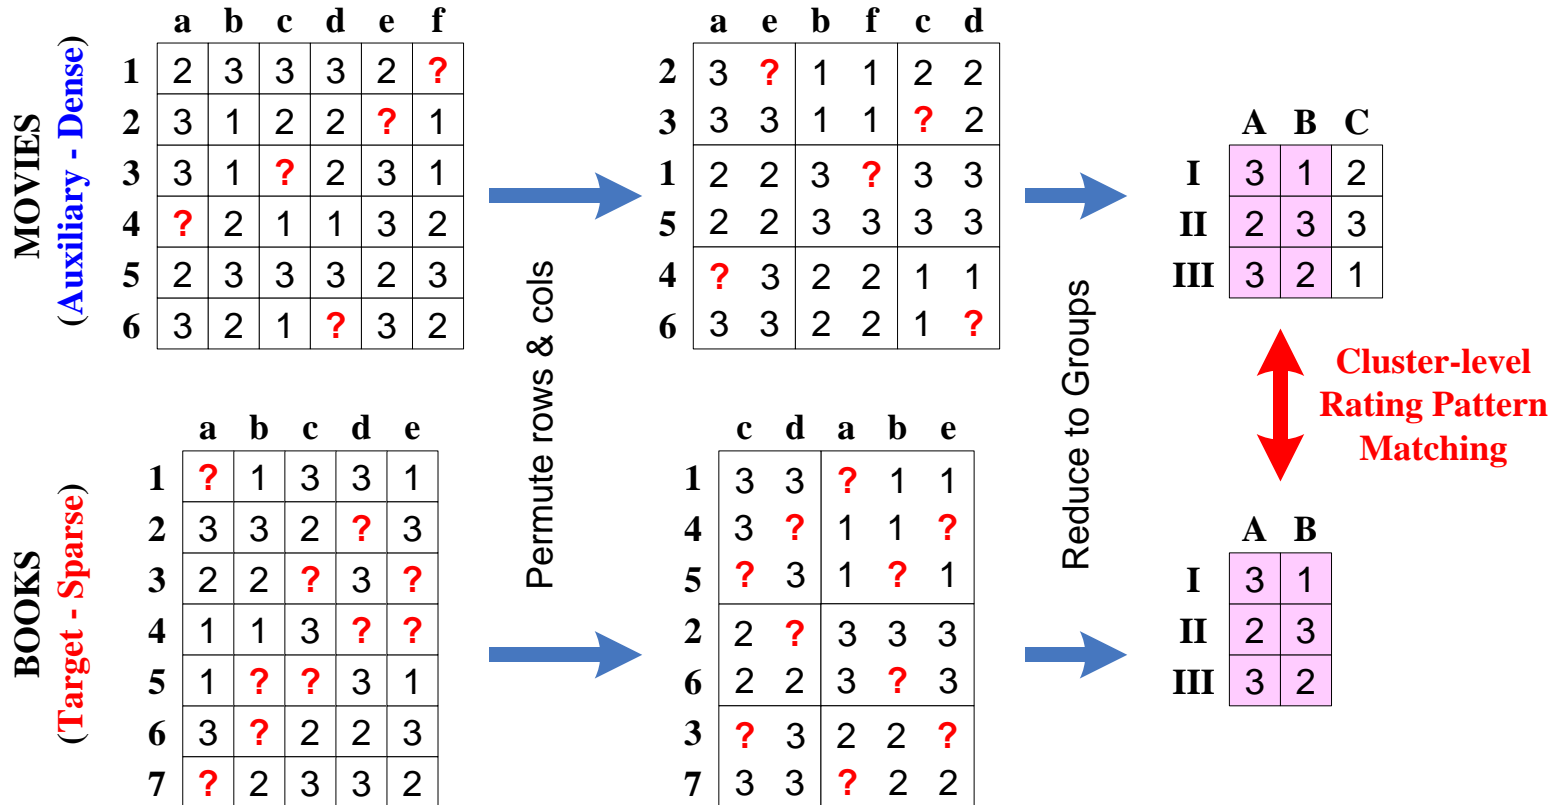 MOVIES
(Auxiliary - Dense)
a b c d e f
1 2 3 3 3 2 ?
2 3 1 2 2 ? 1
3 3 1 ? 2 3 1
4 ? 2 1 1 3 2
5 2 3 3 3 2 3
6 3 2 1 ? 3 2
a e b f c d
2 3 ? 1 1 2 2
3 3 3 1 1 ? 2
1 2 2 3 ? 3 3
5 2 2 3 3 3 3
4 ? 3 2 2 1 1
6 3 3 2 2 1 ?
A B C
I 3 1 2
II 2 3 3
III 3 2 1
Permute rows & cols
Reduce to Groups
Cluster-level
Rating Pattern
Matching
BOOKS
(Target - Sparse)
a b c d e
1 ? 1 3 3 1
2 3 3 2 ? 3
3 2 2 ? 3 ?
4 1 1 3 ? ?
5 1 ? ? 3 1
6 3 ? 2 2 3
7 ? 2 3 3 2
c d a b e
1 3 3 ? 1 1
4 3 ? 1 1 ?
5 ? 3 1 ? 1
2 2 ? 3 3 3
6 2 2 3 ? 3
3 ? 3 2 2 ?
7 3 3 ? 2 2
A B
I 3 1
II 2 3
III 3 2